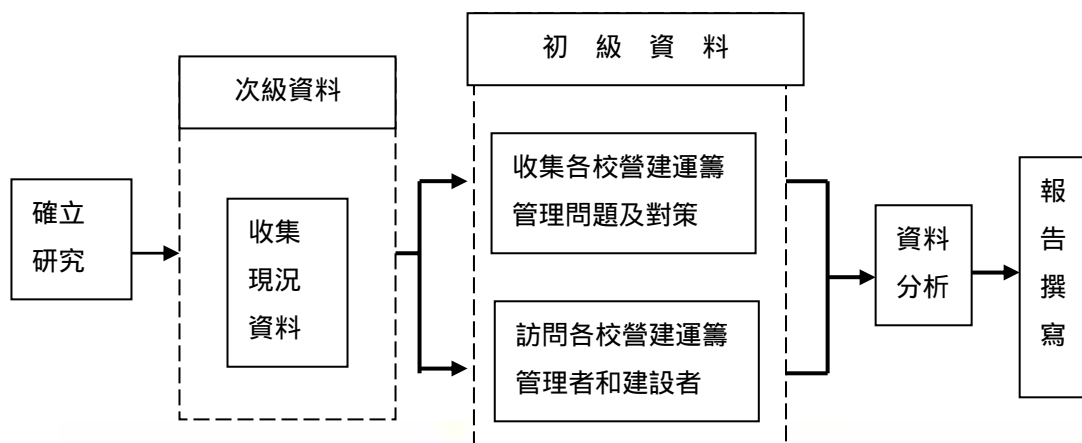 確立
研究
次級資料
收集
現況
資料
初 級 資 料
收集各校營建運籌
管理問題及對策
訪問各校營建運籌
管理者和建設者
資料
分析
報
告
撰
寫